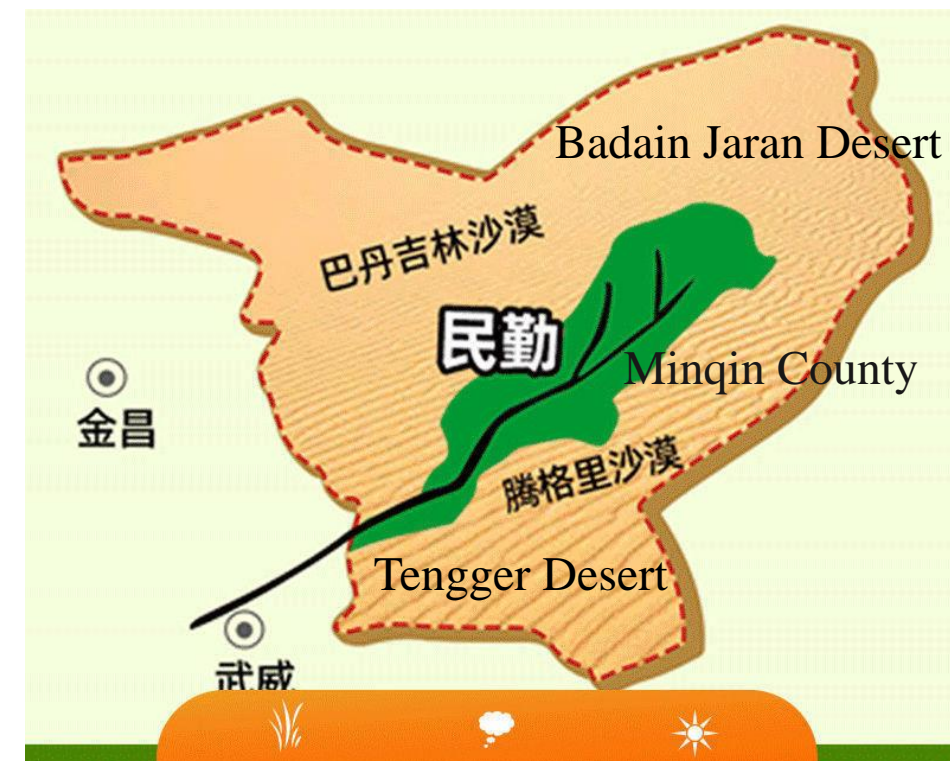 Badain Jaran Desert
巴丹吉林沙漠
民勤
Minqin County
金昌
腾格里沙漠
Tengger Desert
武威